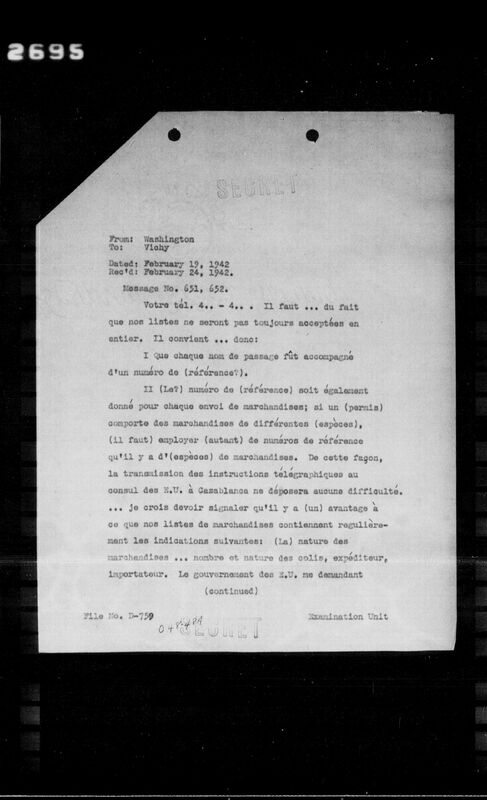 2695
SECRET
From: Washington
To: Vichy
Dated: February 19, 1942
Rec'd: February 24, 1942.
Message No. 651, 652.
Votre tél. 4.. - 4.. . Il faut ... du fait
que nos listes ne seront pas toujours acceptées en
entier. Il convient ... donc:
I Que chaque nom de passage fût accompagné
d'un numéro de (référence?).
II (Le?) numéro de (référence) soit également
donné pour chaque envoi de marchandises; si un (permis)
comporte des marchandises de différentes (espèces),
(il faut) employer (autant) de numéros de référence
qu'il y a d'(espèces) de marchandises. De cette façon,
la transmission des instructions télégraphiques au
consul des E.U. à Casablanca ne déposera aucune difficulté.
... je crois devoir signaler qu'il y a (un) avantage à
ce que nos listes de marchandises contiennent regulière-
ment les indications suivantes: (La) nature des
marchandises ... nombre et nature des colis, expéditeur,
importateur. Le gouvernement des E.U. me demandant
(continued)
File No. D-759
Examination Unit
SECRET